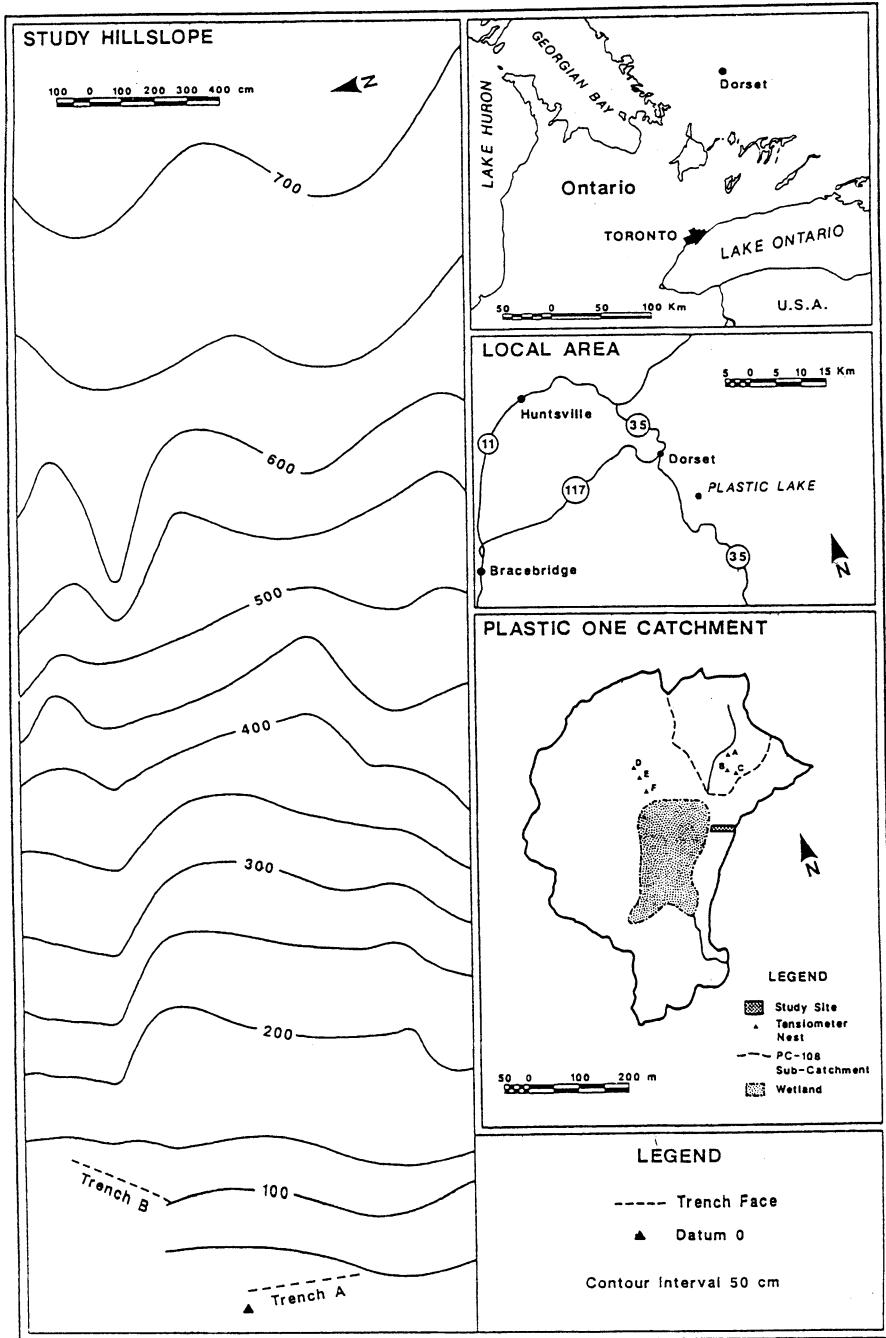 STUDY HILLSLOPE
N
100 0 100 200 300 400 cm
700
600
500
400
300
200
100
Trench B
Trench A
GEORGIAN BAY
LAKE HURON
Dorset
Ontario
TORONTO
LAKE ONTARIO
U.S.A.
50 0 50 100 Km
LOCAL AREA
5 0 5 10 15 Km
Huntsville
35
11
Dorset
117
PLASTIC LAKE
35
Bracebridge
N
PLASTIC ONE CATCHMENT
A
B
C
D
E
F
N
LEGEND
Study Site
Tensiometer
Nest
PC-108
Sub-Catchment
Wetland
50 0 100 200 m
LEGEND
Trench Face
Datum 0
Contour Interval 50 cm